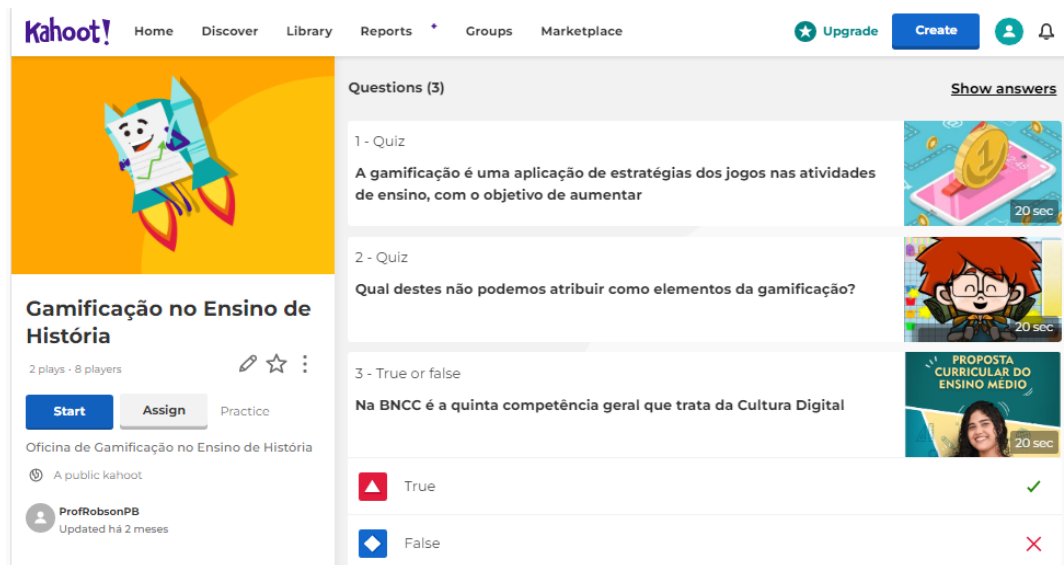 Kahoot! Home Discover Library Reports Groups Marketplace Upgrade Create
Gamificação no Ensino de
História
2 plays · 8 players
Start Assign Practice
Oficina de Gamificação no Ensino de História
A public kahoot
ProfRobsonPB
Updated há 2 meses
Questions (3) Show answers
1 - Quiz
A gamificação é uma aplicação de estratégias dos jogos nas atividades
de ensino, com o objetivo de aumentar
1
20 sec
2 - Quiz
Qual destes não podemos atribuir como elementos da gamificação?
20 sec
3 - True or false
Na BNCC é a quinta competência geral que trata da Cultura Digital
PROPOSTA
CURRICULAR DO
ENSINO MÉDIO
20 sec
True
False